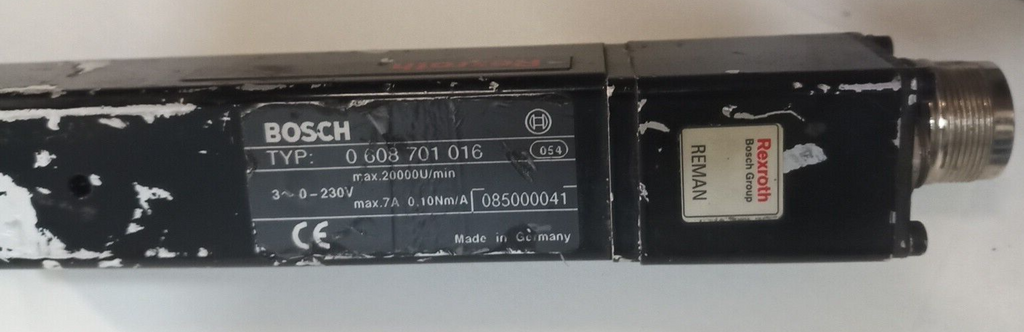 Rexroth
BOSCH
TYP: 0 608 701 016 054
max.20000U/min
3~ 0-230V
max.7A 0.10Nm/A 085000041
CE Made in Germany
Rexroth
Bosch Group
REMAN